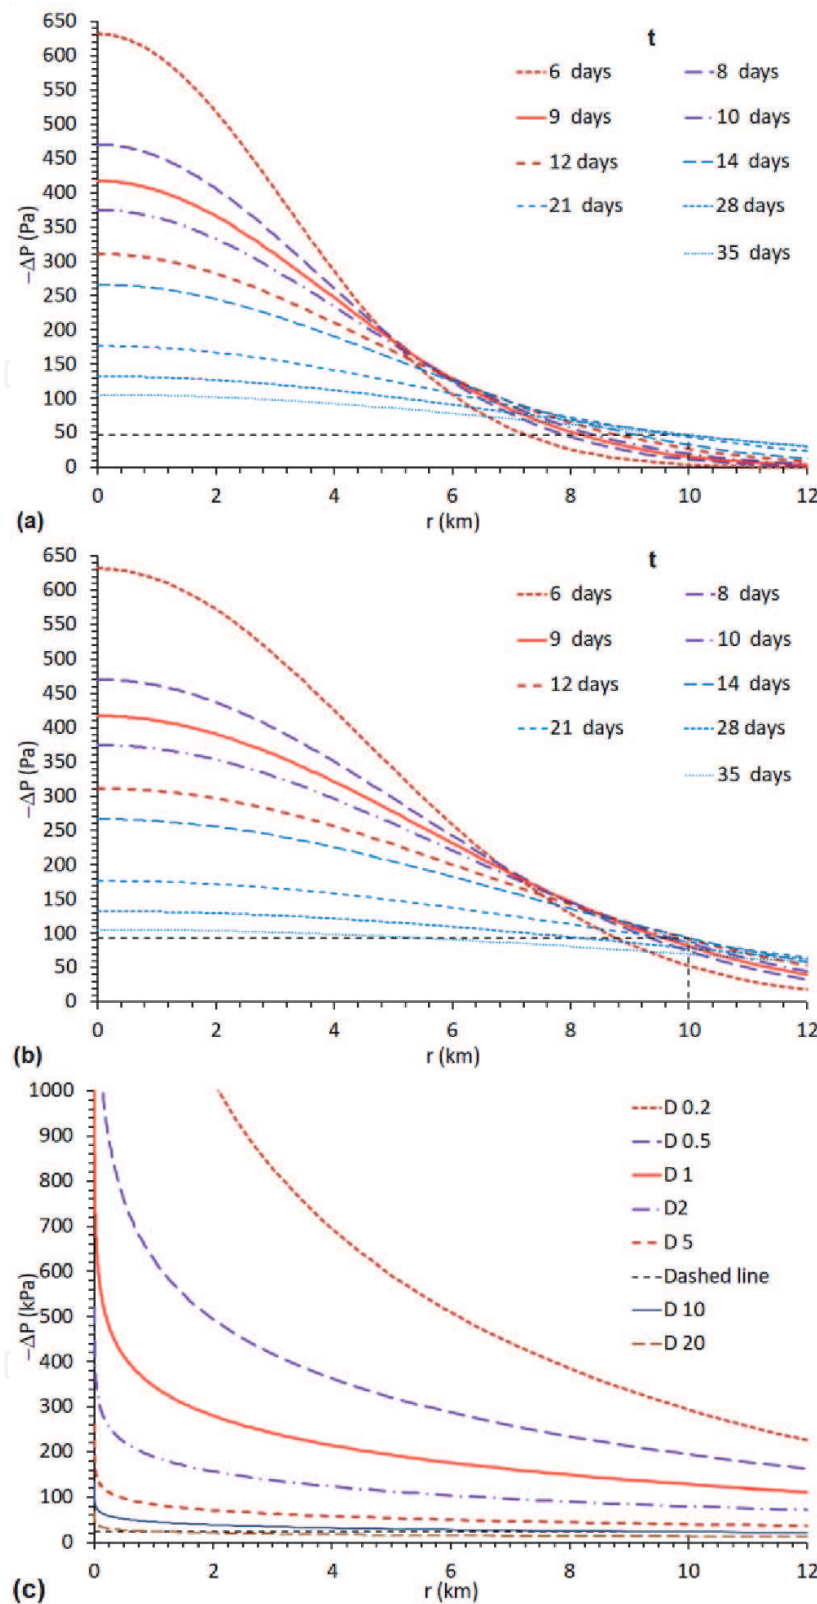 650
600
550
500
450
400
350
300
250
200
150
100
50
0
−ΔP (Pa)
t
6 days
8 days
9 days
10 days
12 days
14 days
21 days
28 days
35 days
0 2 4 6 8 10 12
r (km)
(a)
650
600
550
500
450
400
350
300
250
200
150
100
50
0
−ΔP (Pa)
t
6 days
8 days
9 days
10 days
12 days
14 days
21 days
28 days
35 days
0 2 4 6 8 10 12
r (km)
(b)
1000
900
800
700
600
500
400
300
200
100
0
−ΔP (kPa)
D 0.2
D 0.5
D 1
D2
D 5
Dashed line
D 10
D 20
0 2 4 6 8 10 12
r (km)
(c)